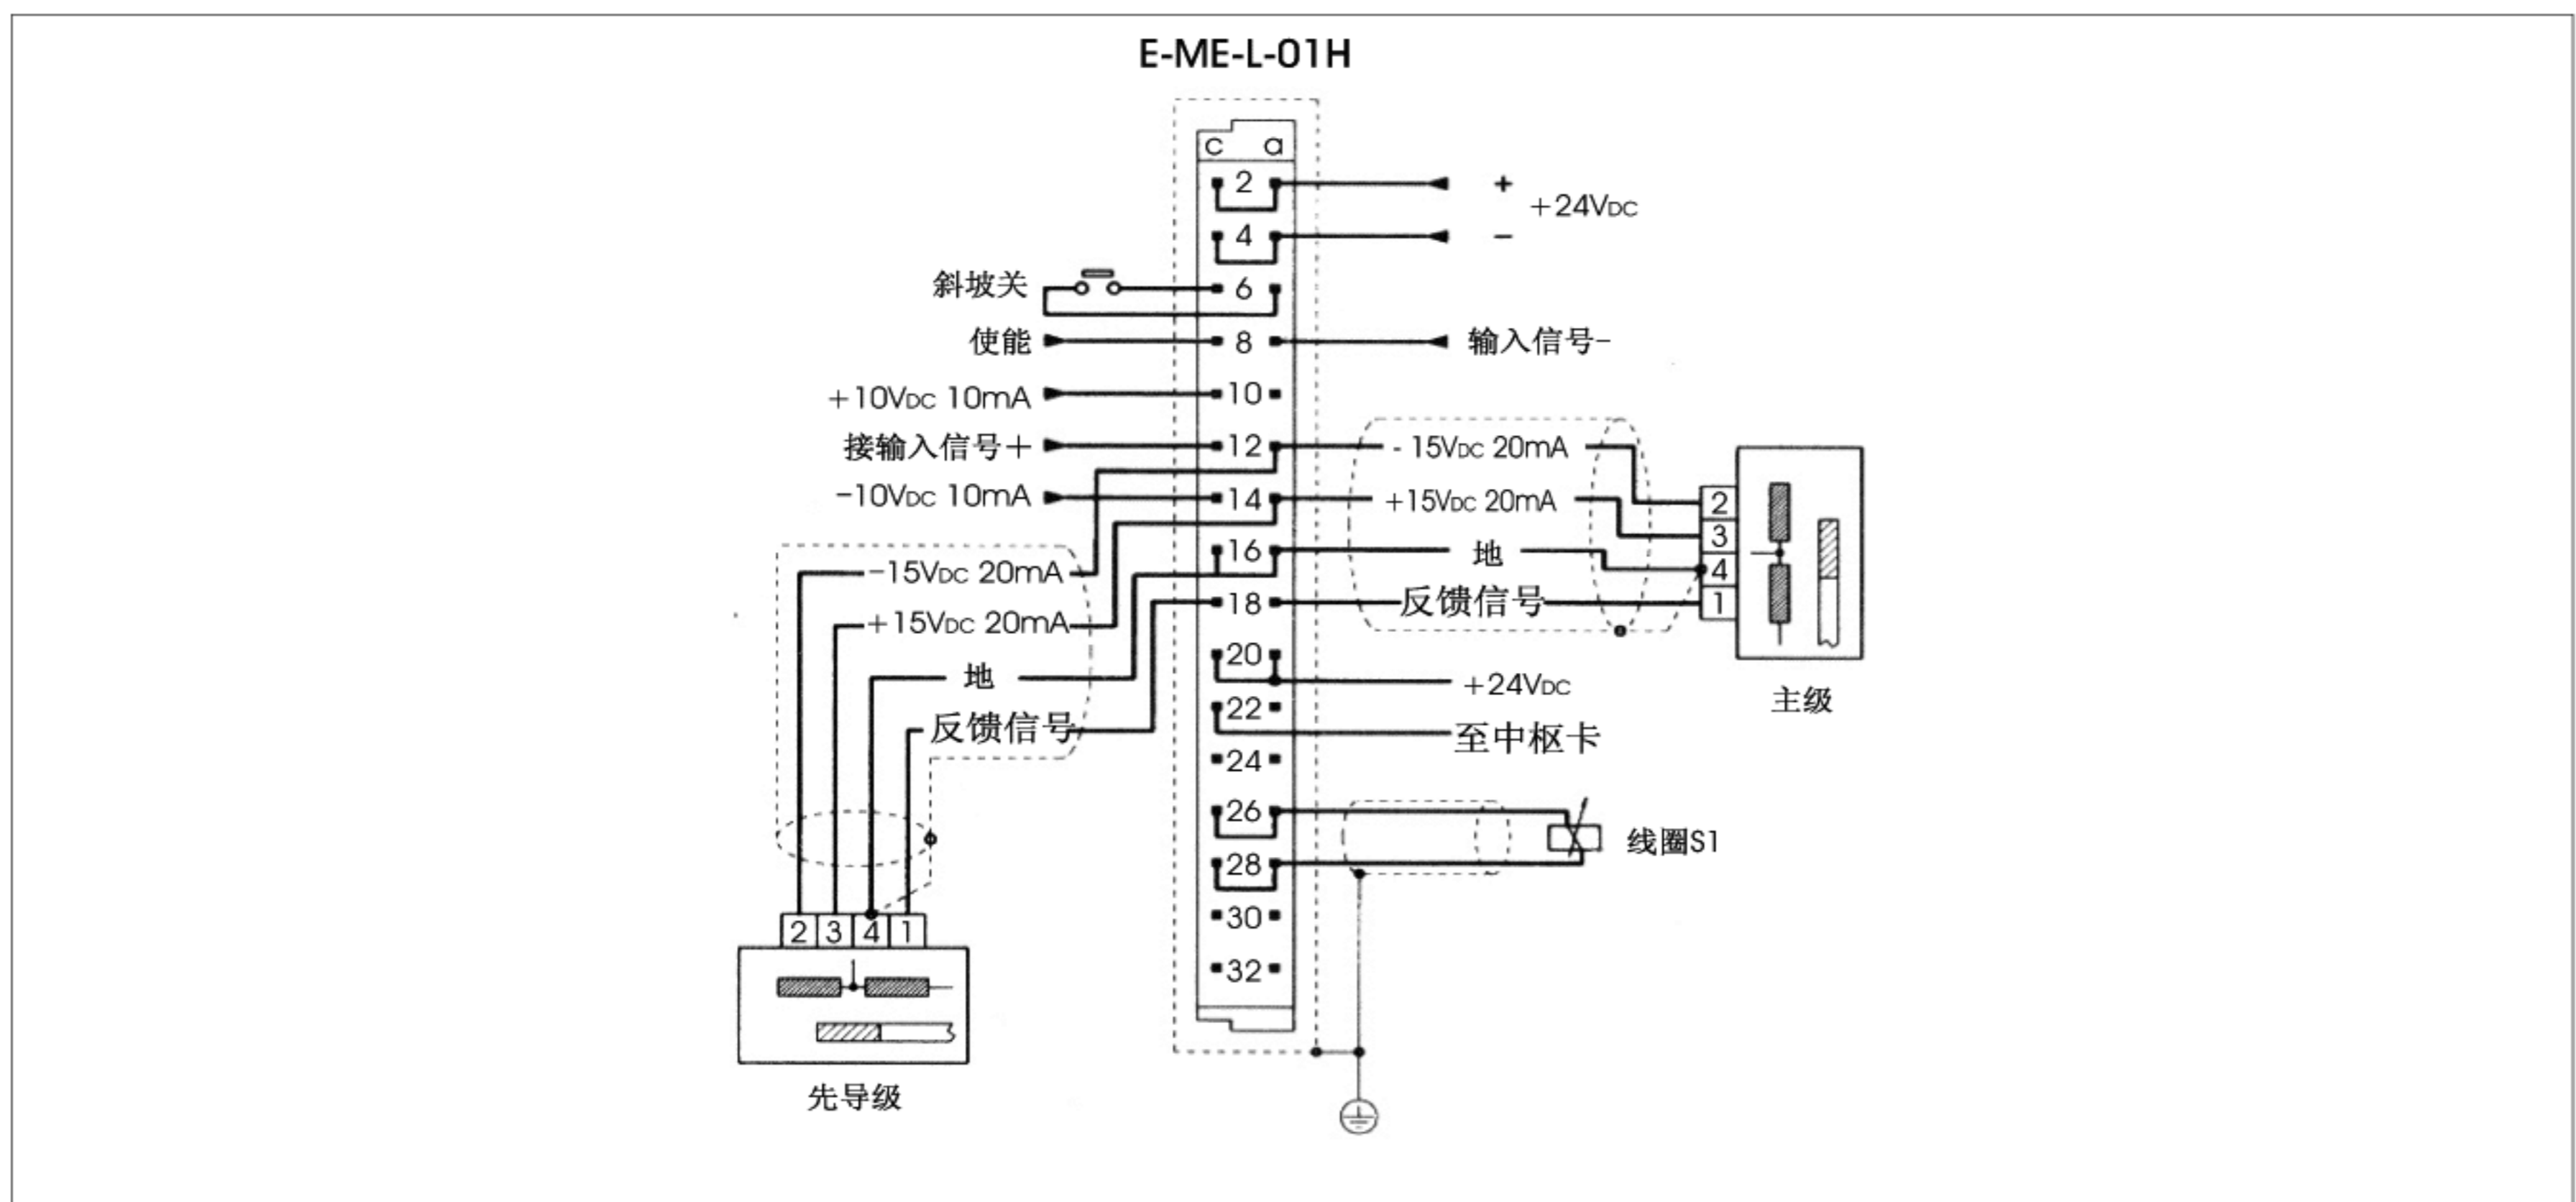 E-ME-L-01H
c a
2 +
+24VDC
4 −
斜坡关 6
使能 8 输入信号−
+10VDC 10mA 10
接输入信号+ 12 - 15VDC 20mA
−10VDC 10mA 14 +15VDC 20mA
2
3
4
1
16 地
−15VDC 20mA
18 反馈信号
+15VDC 20mA
20
地
+24VDC
主级
22
反馈信号
至中枢卡
24
26
线圈S1
28
30
2 3 4 1
32
先导级